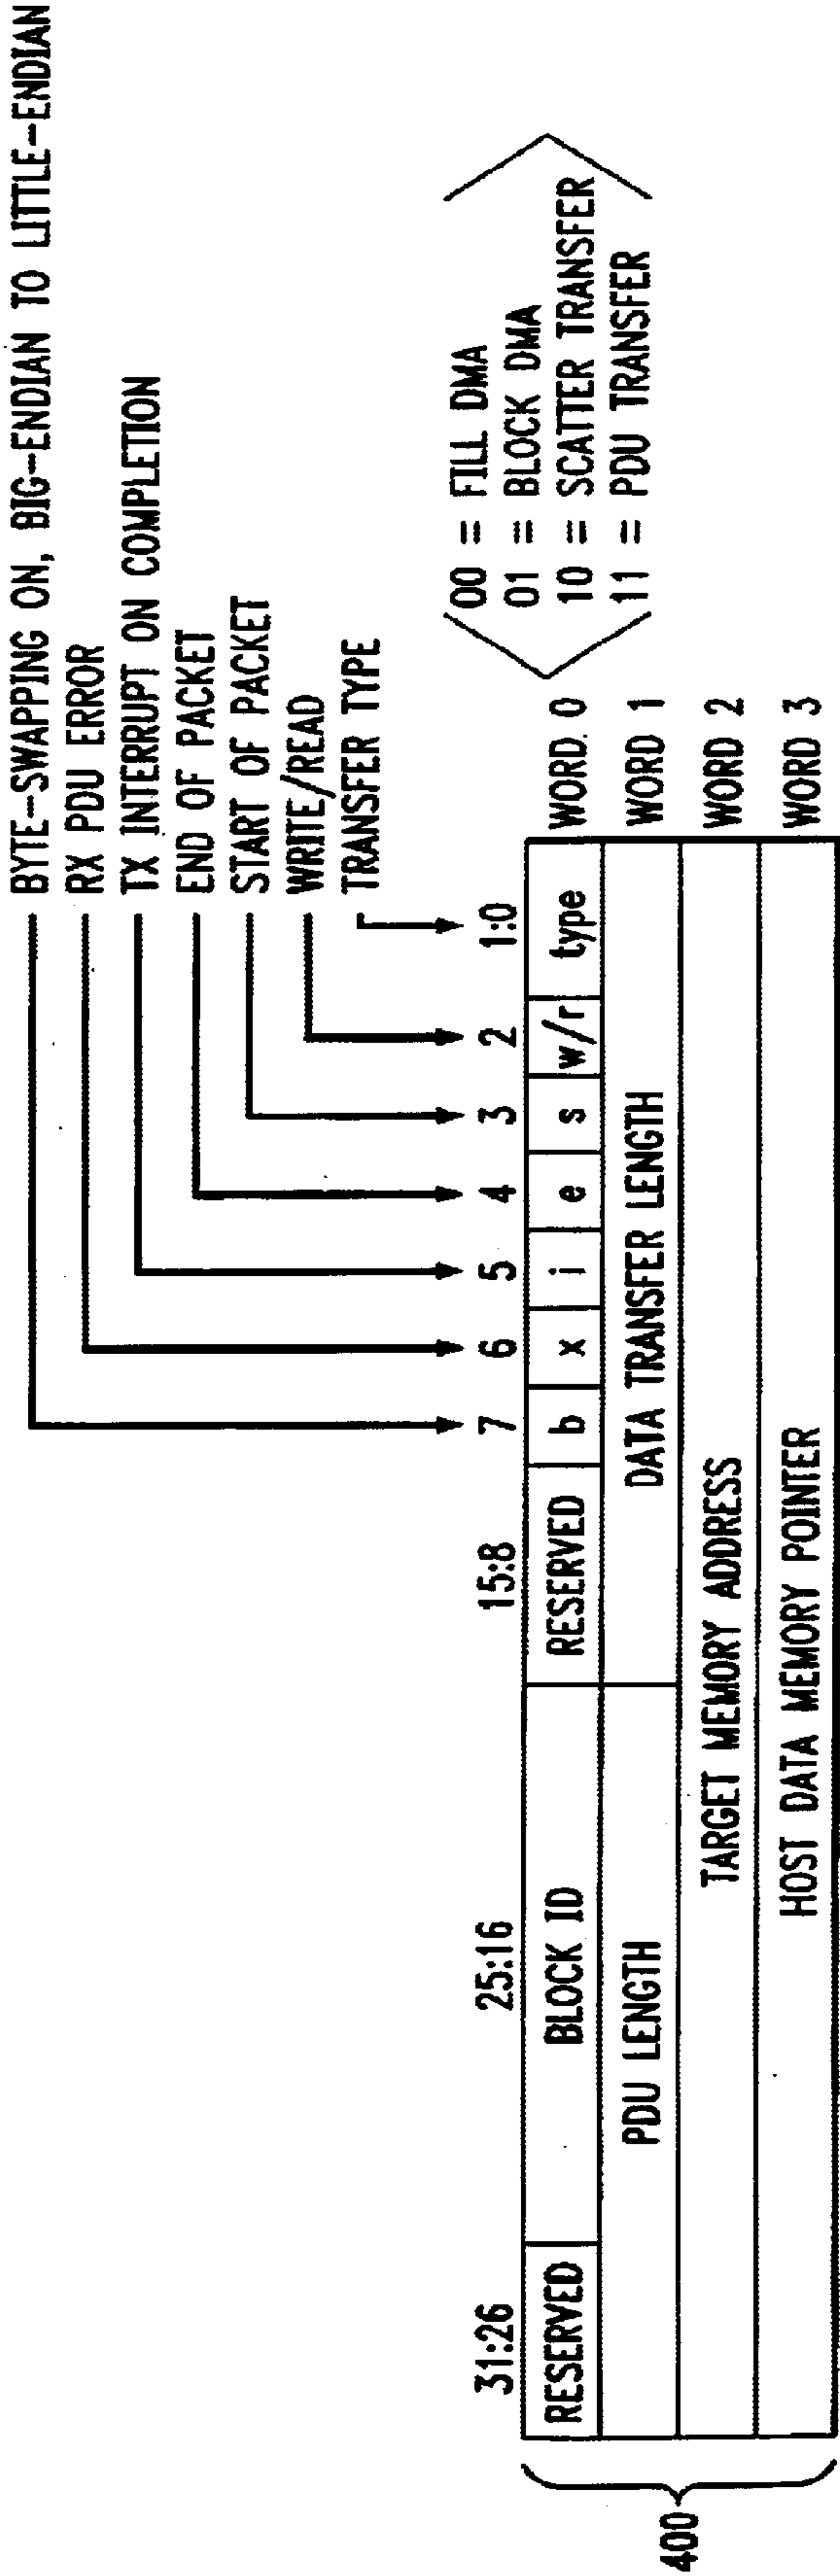 BYTE-SWAPPING ON, BIG-ENDIAN TO LITTLE-ENDIAN
RX PDU ERROR
TX INTERRUPT ON COMPLETION
END OF PACKET
START OF PACKET
WRITE/READ
TRANSFER TYPE
00 = FILL DMA
01 = BLOCK DMA
10 = SCATTER TRANSFER
11 = PDU TRANSFER
31:26 25:16 15:8 7 6 5 4 3 2 1:0
RESERVED BLOCK ID RESERVED b x i e s w/r type WORD 0
PDU LENGTH DATA TRANSFER LENGTH WORD 1
TARGET MEMORY ADDRESS WORD 2
HOST DATA MEMORY POINTER WORD 3
400